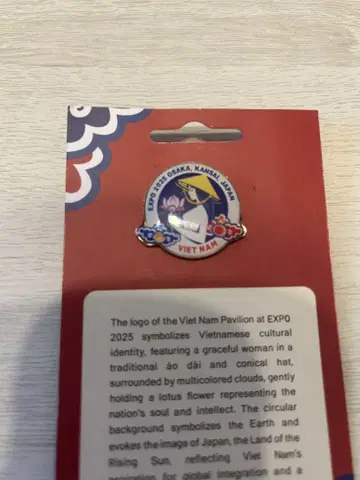 EXPO 2025 OSAKA, KANSAI, JAPAN
VIET NAM
The logo of the Viet Nam Pavilion at EXPO
2025 symbolizes Vietnamese cultural
identity, featuring a graceful woman in a
traditional áo dài and conical hat,
surrounded by multicolored clouds, gently
holding a lotus flower representing the
nation's soul and intellect. The circular
background symbolizes the Earth and
evokes the image of Japan, the Land of the
Rising Sun, reflecting Viet Nam's
aspiration for global integration and a